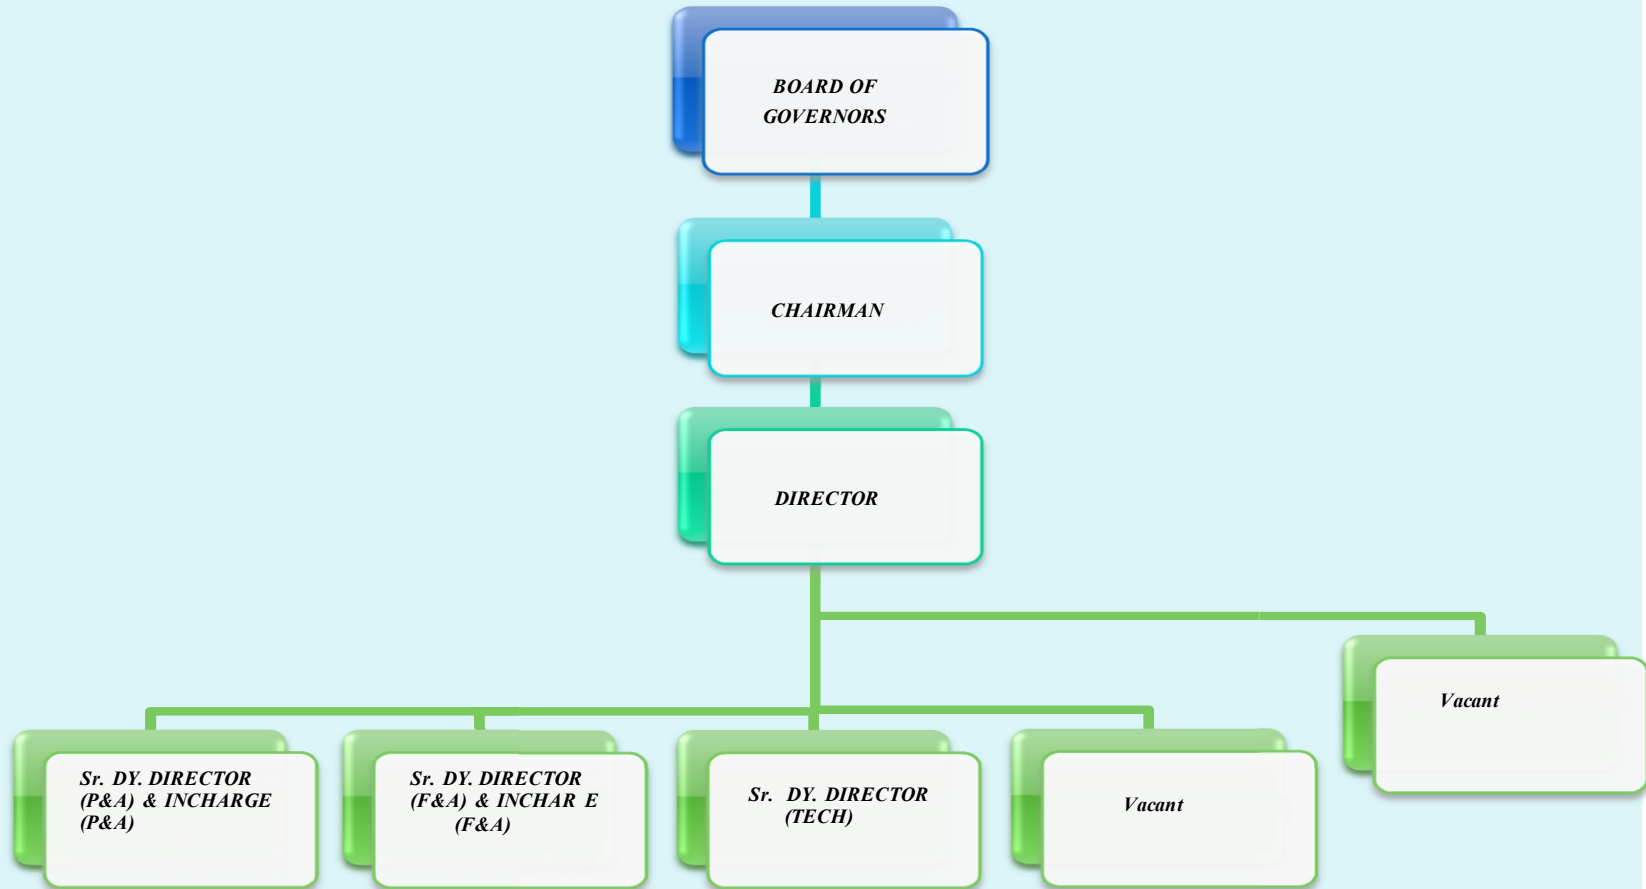 BOARD OF
GOVERNORS
CHAIRMAN
DIRECTOR
Vacant
Sr. DY. DIRECTOR
(P&A) & INCHARGE
(P&A)
Sr. DY. DIRECTOR
(F&A) & INCHAR E
(F&A)
Sr. DY. DIRECTOR
(TECH)
Vacant